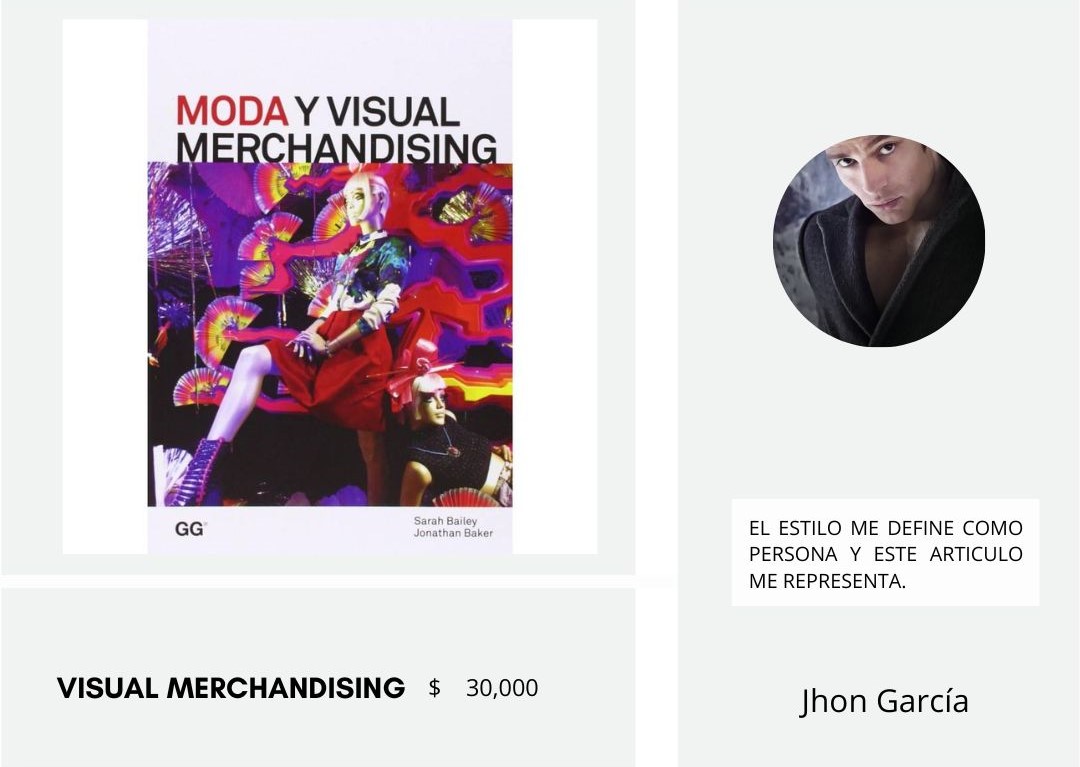 MODA Y VISUAL
MERCHANDISING
GG
Sarah Bailey
Jonathan Baker
VISUAL MERCHANDISING $ 30,000
EL ESTILO ME DEFINE COMO
PERSONA Y ESTE ARTICULO
ME REPRESENTA.
Jhon García